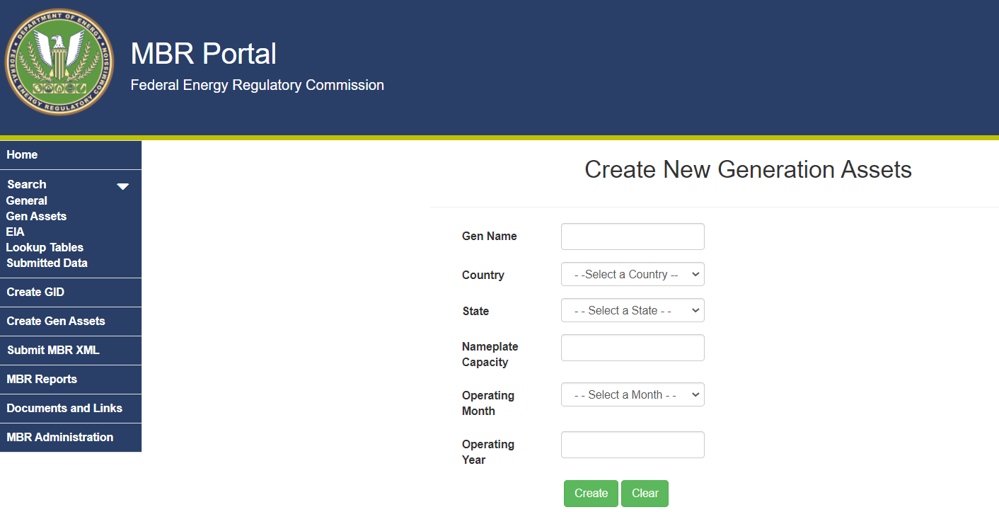 DEPARTMENT OF ENERGY
FEDERAL ENERGY REGULATORY COMMISSION
MBR Portal
Federal Energy Regulatory Commission
Home
Search
General
Gen Assets
EIA
Lookup Tables
Submitted Data
Create GID
Create Gen Assets
Submit MBR XML
MBR Reports
Documents and Links
MBR Administration
Create New Generation Assets
Gen Name
Country - -Select a Country --
State - - Select a State - -
Nameplate
Capacity
Operating - - Select a Month - -
Month
Operating
Year
Create Clear